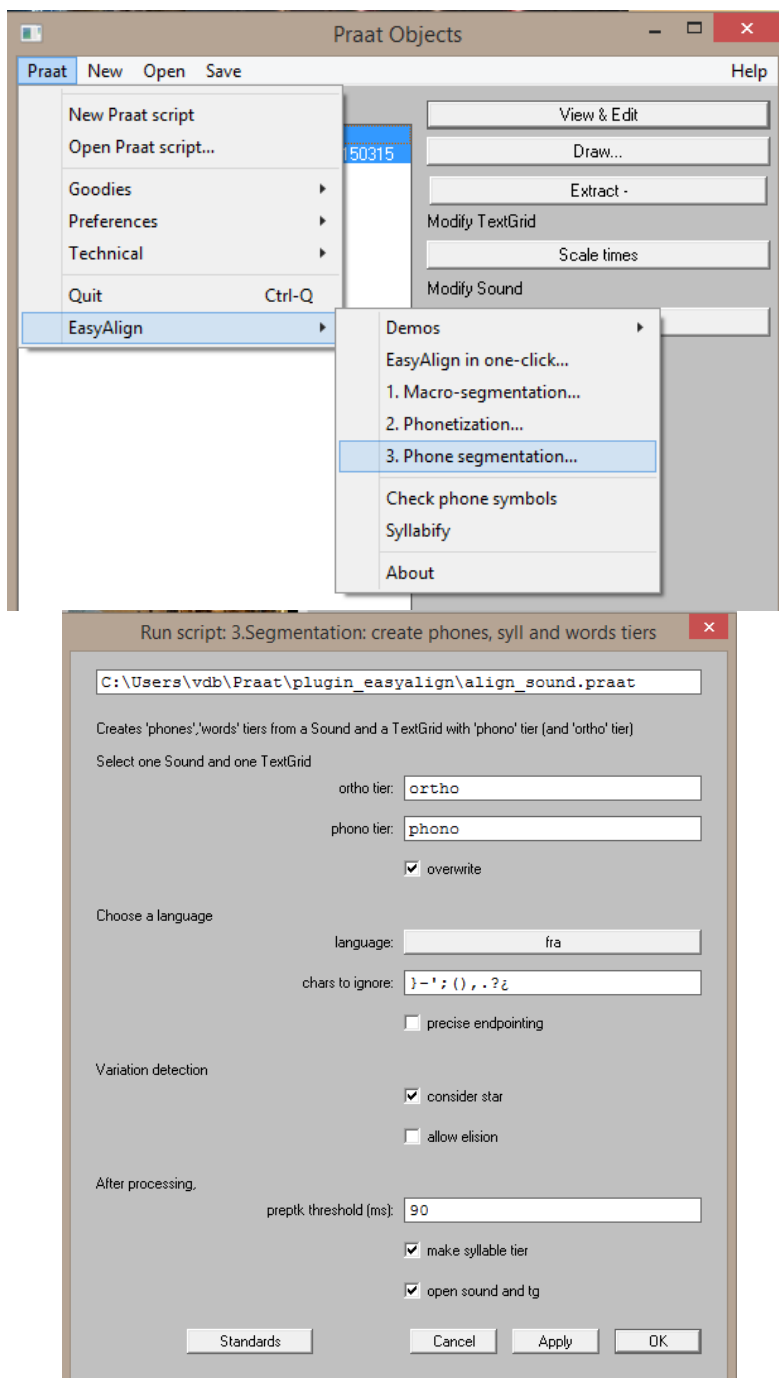 Praat Objects
Praat New Open Save Help
New Praat script
Open Praat script...
Goodies
Preferences
Technical
Quit Ctrl-Q
EasyAlign
150315
View & Edit
Draw...
Extract -
Modify TextGrid
Scale times
Modify Sound
Demos
EasyAlign in one-click...
1. Macro-segmentation...
2. Phonetization...
3. Phone segmentation...
Check phone symbols
Syllabify
About
Run script: 3.Segmentation: create phones, syll and words tiers
C:\Users\vdb\Praat\plugin_easyalign\align_sound.praat
Creates 'phones','words' tiers from a Sound and a TextGrid with 'phono' tier (and 'ortho' tier)
Select one Sound and one TextGrid
ortho tier: ortho
phono tier: phono
overwrite
Choose a language
language: fra
chars to ignore: }-';(),.?¿
precise endpointing
Variation detection
consider star
allow elision
After processing,
preptk threshold (ms): 90
make syllable tier
open sound and tg
Standards Cancel Apply OK